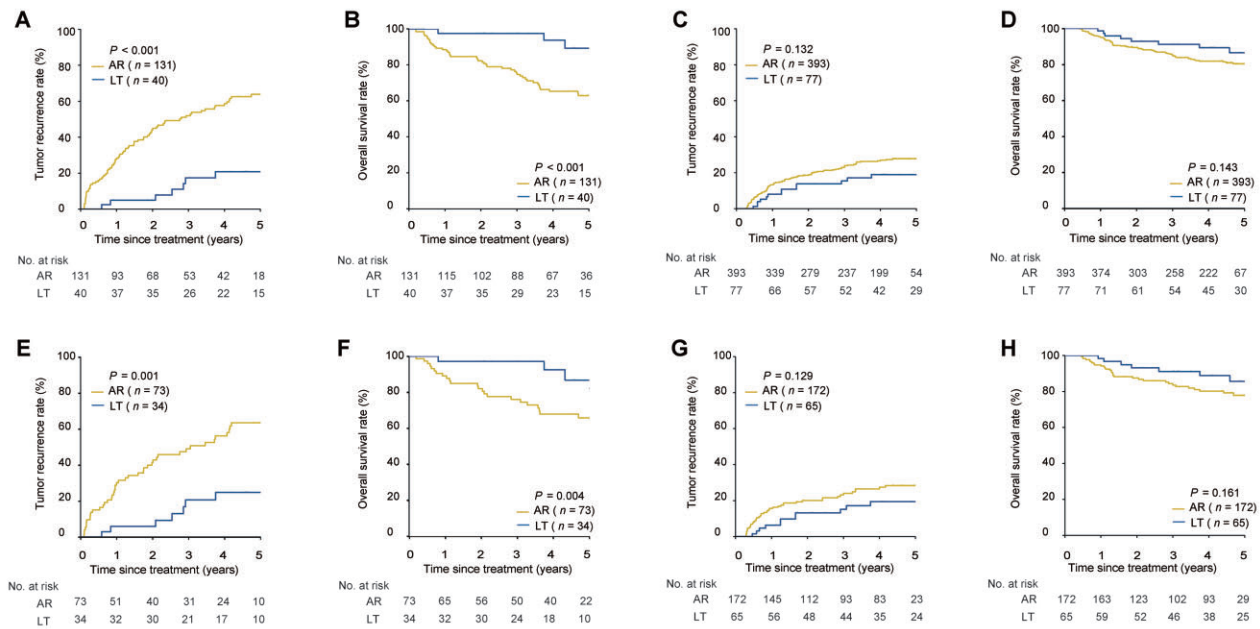 A
Tumor recurrence rate (%)
100
80
60
40
20
0
P < 0.001
AR ( n = 131)
LT ( n = 40)
0 1 2 3 4 5
Time since treatment (years)
No. at risk
AR 131 93 68 53 42 18
LT 40 37 35 26 22 15
B
Overall survival rate (%)
100
80
60
40
20
0
P < 0.001
AR ( n = 131)
LT ( n = 40)
0 1 2 3 4 5
Time since treatment (years)
No. at risk
AR 131 115 102 88 67 36
LT 40 37 35 29 23 15
C
Tumor recurrence rate (%)
100
80
60
40
20
0
P = 0.132
AR ( n = 393)
LT ( n = 77)
0 1 2 3 4 5
Time since treatment (years)
No. at risk
AR 393 339 279 237 199 54
LT 77 66 57 52 42 29
D
Overall survival rate (%)
100
80
60
40
20
0
P = 0.143
AR ( n = 393)
LT ( n = 77)
0 1 2 3 4 5
Time since treatment (years)
No. at risk
AR 393 374 303 258 222 67
LT 77 71 61 54 45 30
E
Tumor recurrence rate (%)
100
80
60
40
20
0
P = 0.001
AR ( n = 73)
LT ( n = 34)
0 1 2 3 4 5
Time since treatment (years)
No. at risk
AR 73 51 40 31 24 10
LT 34 32 30 21 17 10
F
Overall survival rate (%)
100
80
60
40
20
0
P = 0.004
AR ( n = 73)
LT ( n = 34)
0 1 2 3 4 5
Time since treatment (years)
No. at risk
AR 73 65 56 50 40 22
LT 34 32 30 24 18 10
G
Tumor recurrence rate (%)
100
80
60
40
20
0
P = 0.129
AR ( n = 172)
LT ( n = 65)
0 1 2 3 4 5
Time since treatment (years)
No. at risk
AR 172 145 112 93 83 23
LT 65 56 48 44 35 24
H
Overall survival rate (%)
100
80
60
40
20
0
P = 0.161
AR ( n = 172)
LT ( n = 65)
0 1 2 3 4 5
Time since treatment (years)
No. at risk
AR 172 163 123 102 93 29
LT 65 59 52 46 38 25